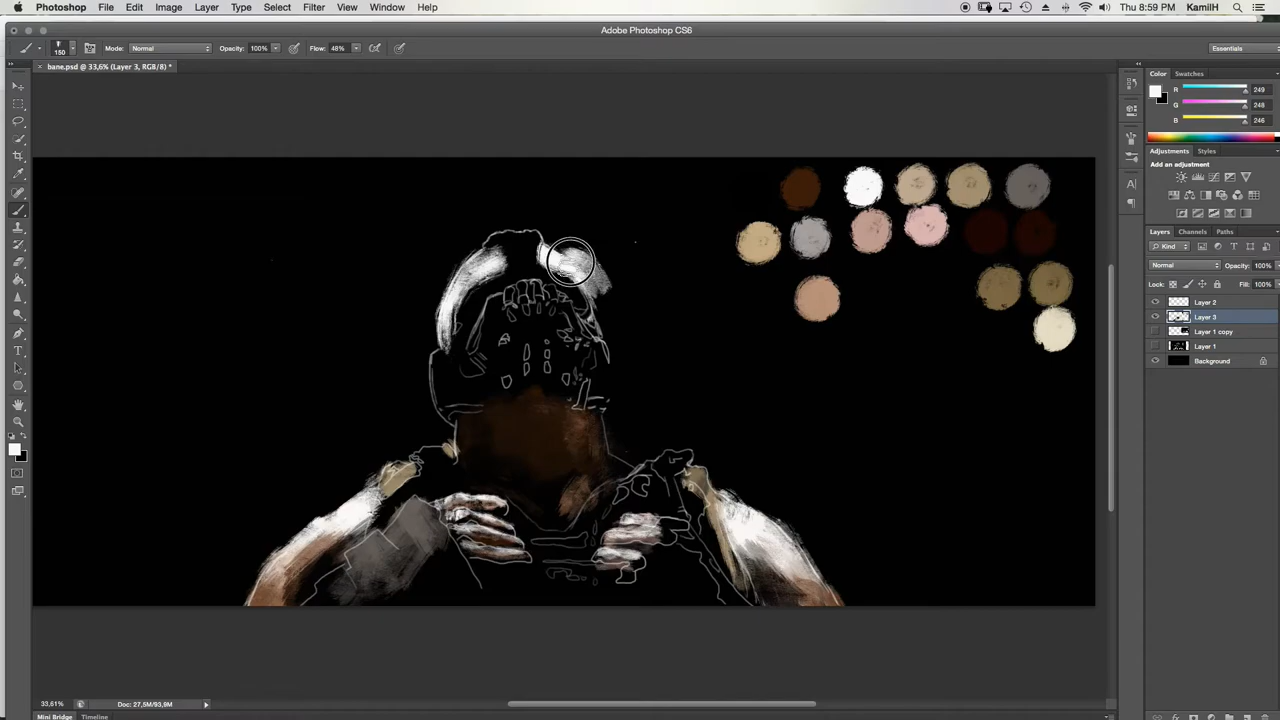 Photoshop File Edit Image Layer Type Select Filter View Window Help Thu 8:59 PM KamilH
Adobe Photoshop CS6
150 Mode: Normal Opacity: 100% Flow: 48% Essentials
× bane.psd @ 33,6% (Layer 3, RGB/8) *
Color Swatches
R 249
G 248
B 246
Adjustments Styles
Add an adjustment
Layers Channels Paths
Kind
Normal Opacity: 100%
Lock: Fill: 100%
Layer 2
Layer 3
Layer 1 copy
Layer 1
Background
33,61% Doc: 27,5M/93,9M
Mini Bridge Timeline